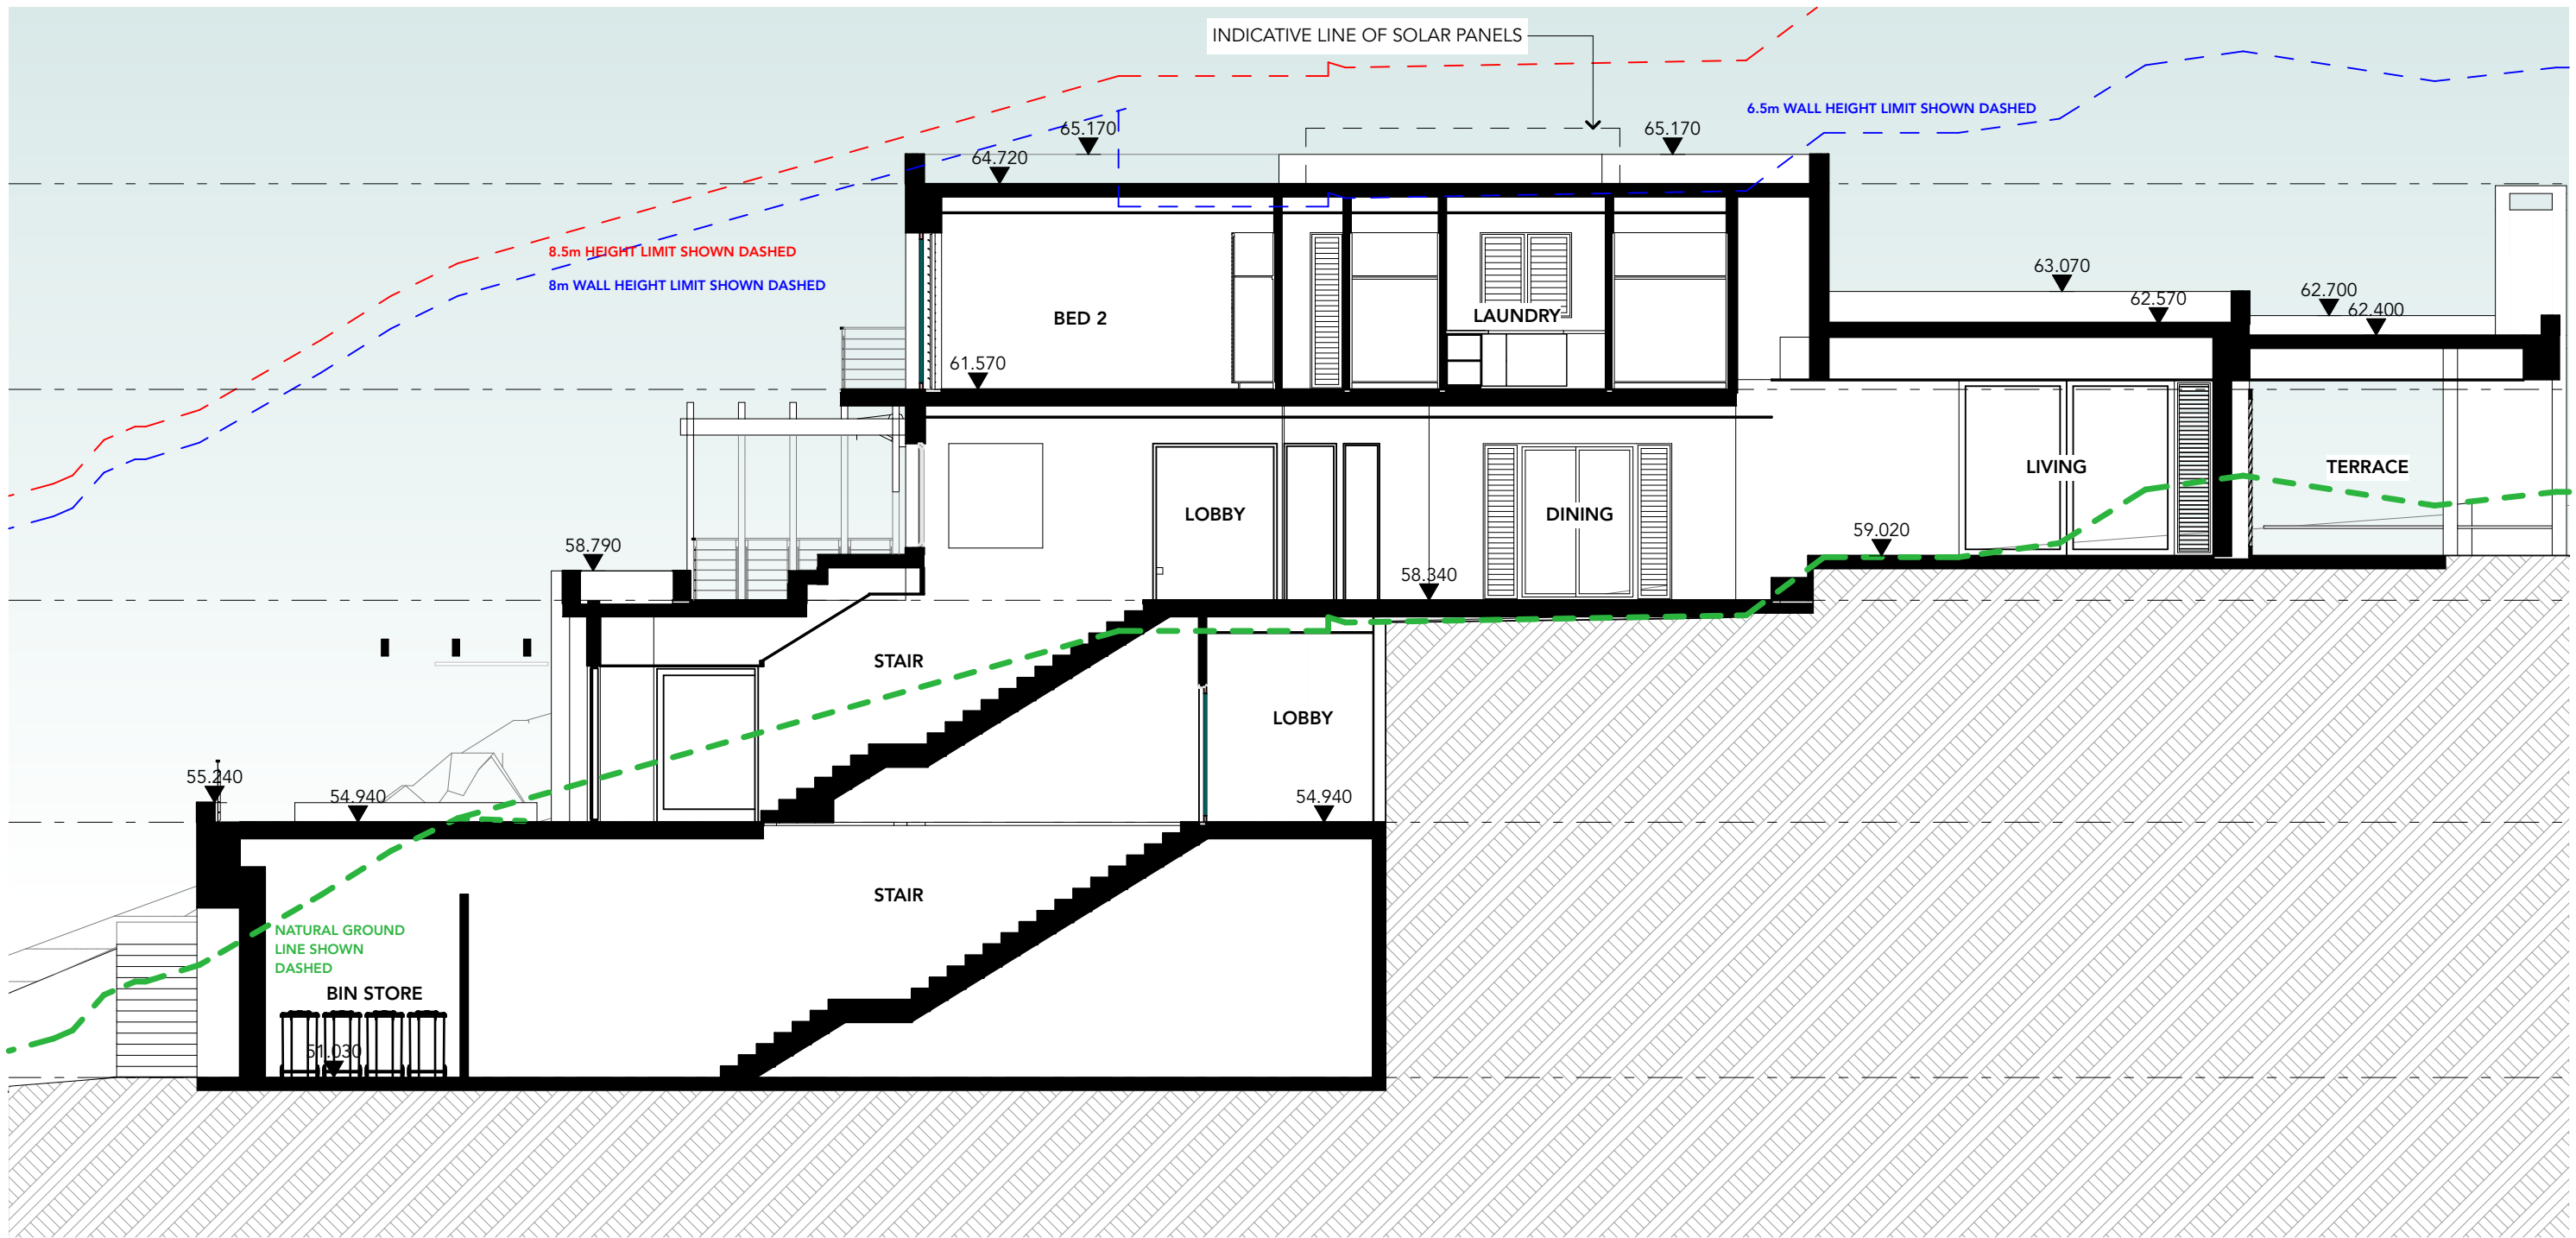 INDICATIVE LINE OF SOLAR PANELS
6.5m WALL HEIGHT LIMIT SHOWN DASHED
65.170
65.170
64.720
8.5m HEIGHT LIMIT SHOWN DASHED
8m WALL HEIGHT LIMIT SHOWN DASHED
63.070
62.570
62.700
62.400
BED 2
LAUNDRY
61.570
LIVING
TERRACE
LOBBY
DINING
59.020
58.790
58.340
STAIR
LOBBY
55.240
54.940
54.940
STAIR
NATURAL GROUND
LINE SHOWN
DASHED
BIN STORE
51.030